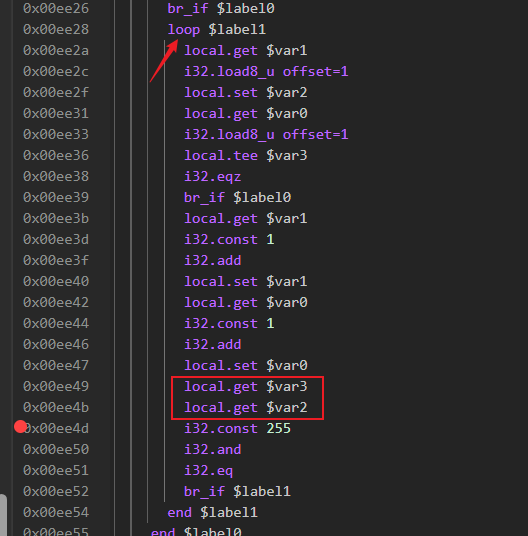 0x00ee26 br_if $label0
0x00ee28 loop $label1
0x00ee2a local.get $var1
0x00ee2c i32.load8_u offset=1
0x00ee2f local.set $var2
0x00ee31 local.get $var0
0x00ee33 i32.load8_u offset=1
0x00ee36 local.tee $var3
0x00ee38 i32.eqz
0x00ee39 br_if $label0
0x00ee3b local.get $var1
0x00ee3d i32.const 1
0x00ee3f i32.add
0x00ee40 local.set $var1
0x00ee42 local.get $var0
0x00ee44 i32.const 1
0x00ee46 i32.add
0x00ee47 local.set $var0
0x00ee49 local.get $var3
0x00ee4b local.get $var2
0x00ee4d i32.const 255
0x00ee50 i32.and
0x00ee51 i32.eq
0x00ee52 br_if $label1
0x00ee54 end $label1
0x00ee55 end $label0